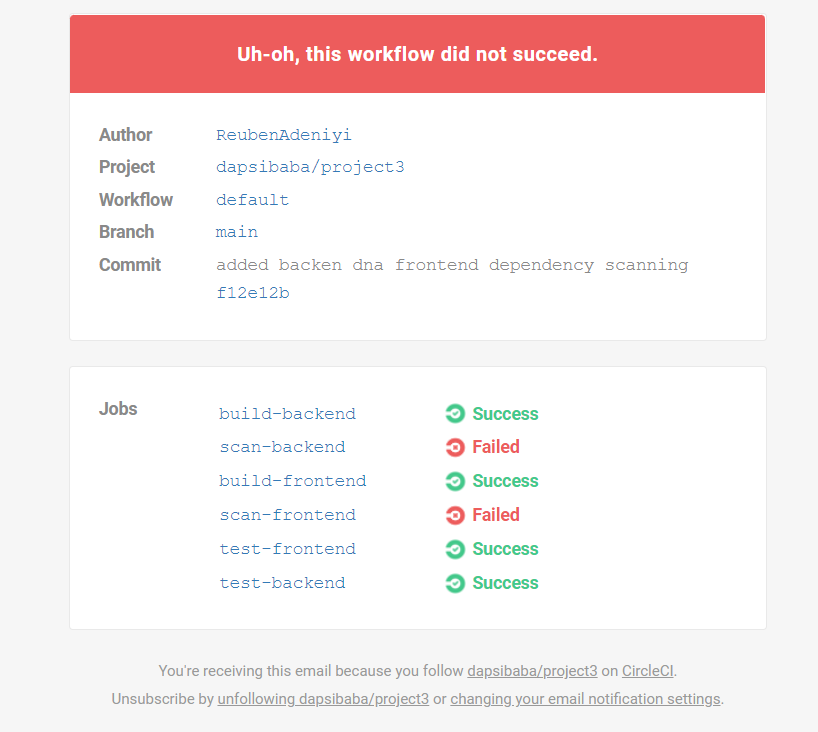 Uh-oh, this workflow did not succeed.
Author ReubenAdeniyi
Project dapsibaba/project3
Workflow default
Branch main
Commit added backen dna frontend dependency scanning
f12e12b
Jobs build-backend Success
scan-backend Failed
build-frontend Success
scan-frontend Failed
test-frontend Success
test-backend Success
You're receiving this email because you follow dapsibaba/project3 on CircleCI.
Unsubscribe by unfollowing dapsibaba/project3 or changing your email notification settings.